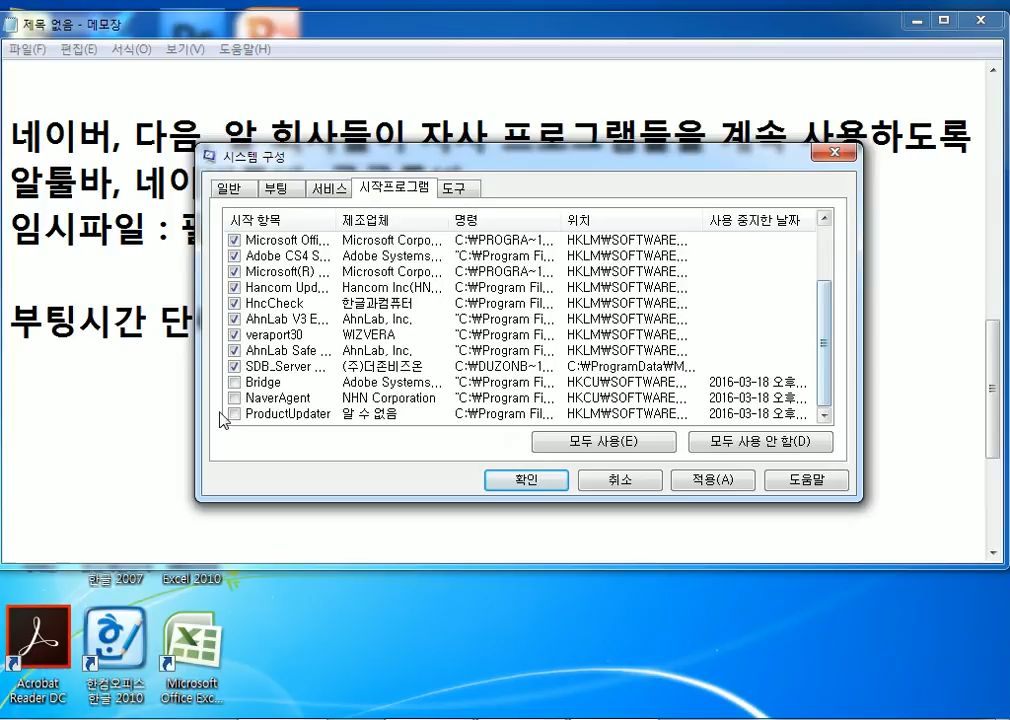 제목 없음 - 메모장
파일(F) 편집(E) 서식(O) 보기(V) 도움말(H)
네이버, 다음, 알 회사들이 자사 프로그램들을 계속 사용하도록
알툴바, 네이
임시파일 :
부팅시간 단
시스템 구성
일반 부팅 서비스 시작프로그램 도구
시작 항목 제조업체 명령 위치 사용 중지한 날짜
Microsoft Offi... Microsoft Corpo... C:₩PROGRA~1... HKLM₩SOFTWARE...
Adobe CS4 S... Adobe Systems... "C:₩Program Fi... HKLM₩SOFTWARE...
Microsoft(R) ... Microsoft Corpo... C:₩PROGRA~1... HKLM₩SOFTWARE...
Hancom Upd... Hancom Inc(HN... C:₩Program Fil... HKLM₩SOFTWARE...
HncCheck 한글과컴퓨터 "C:₩Program Fi... HKLM₩SOFTWARE...
AhnLab V3 E... AhnLab, Inc. "C:₩Program Fi... HKLM₩SOFTWARE...
veraport30 WIZVERA "C:₩Program Fi... HKLM₩SOFTWARE...
AhnLab Safe ... AhnLab, Inc. "C:₩Program Fi... HKLM₩SOFTWARE...
SDB_Server ... (주)더존비즈온 C:₩DUZONB~1... C:₩ProgramData₩M...
Bridge Adobe Systems... "C:₩Program Fi... HKCU₩SOFTWARE... 2016-03-18 오후...
NaverAgent NHN Corporation "C:₩Program Fi... HKCU₩SOFTWARE... 2016-03-18 오후...
ProductUpdater 알 수 없음 C:₩Program Fil... HKLM₩SOFTWARE... 2016-03-18 오후...
모두 사용(E) 모두 사용 안 함(D)
확인 취소 적용(A) 도움말
한글 2007 Excel 2010
Acrobat Reader DC
한컴오피스 한글 2010
Microsoft Office Exc...